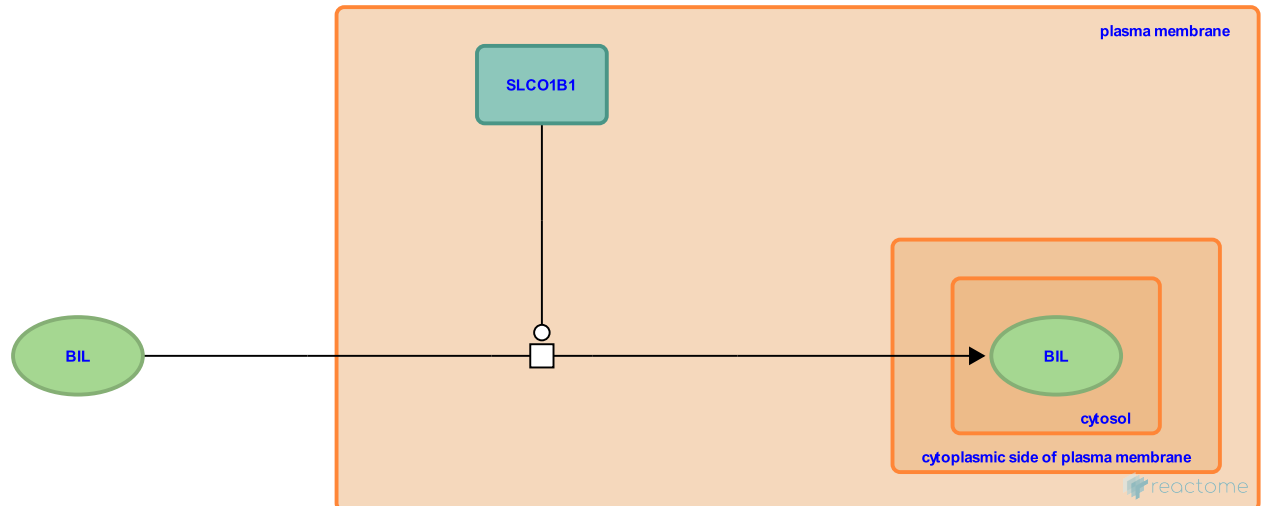 plasma membrane
SLCO1B1
BIL
BIL
cytosol
cytoplasmic side of plasma membrane
reactome